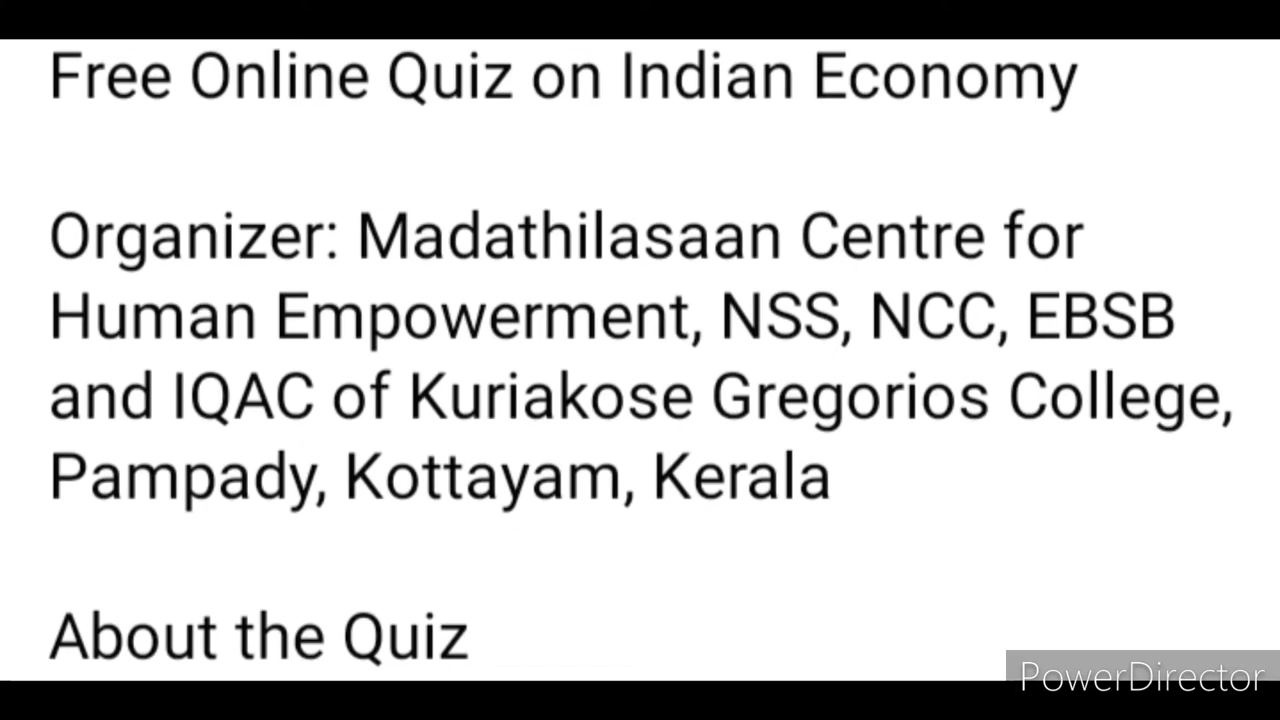 Free Online Quiz on Indian Economy
Organizer: Madathilasaan Centre for
Human Empowerment, NSS, NCC, EBSB
and IQAC of Kuriakose Gregorios College,
Pampady, Kottayam, Kerala
About the Quiz
PowerDirector